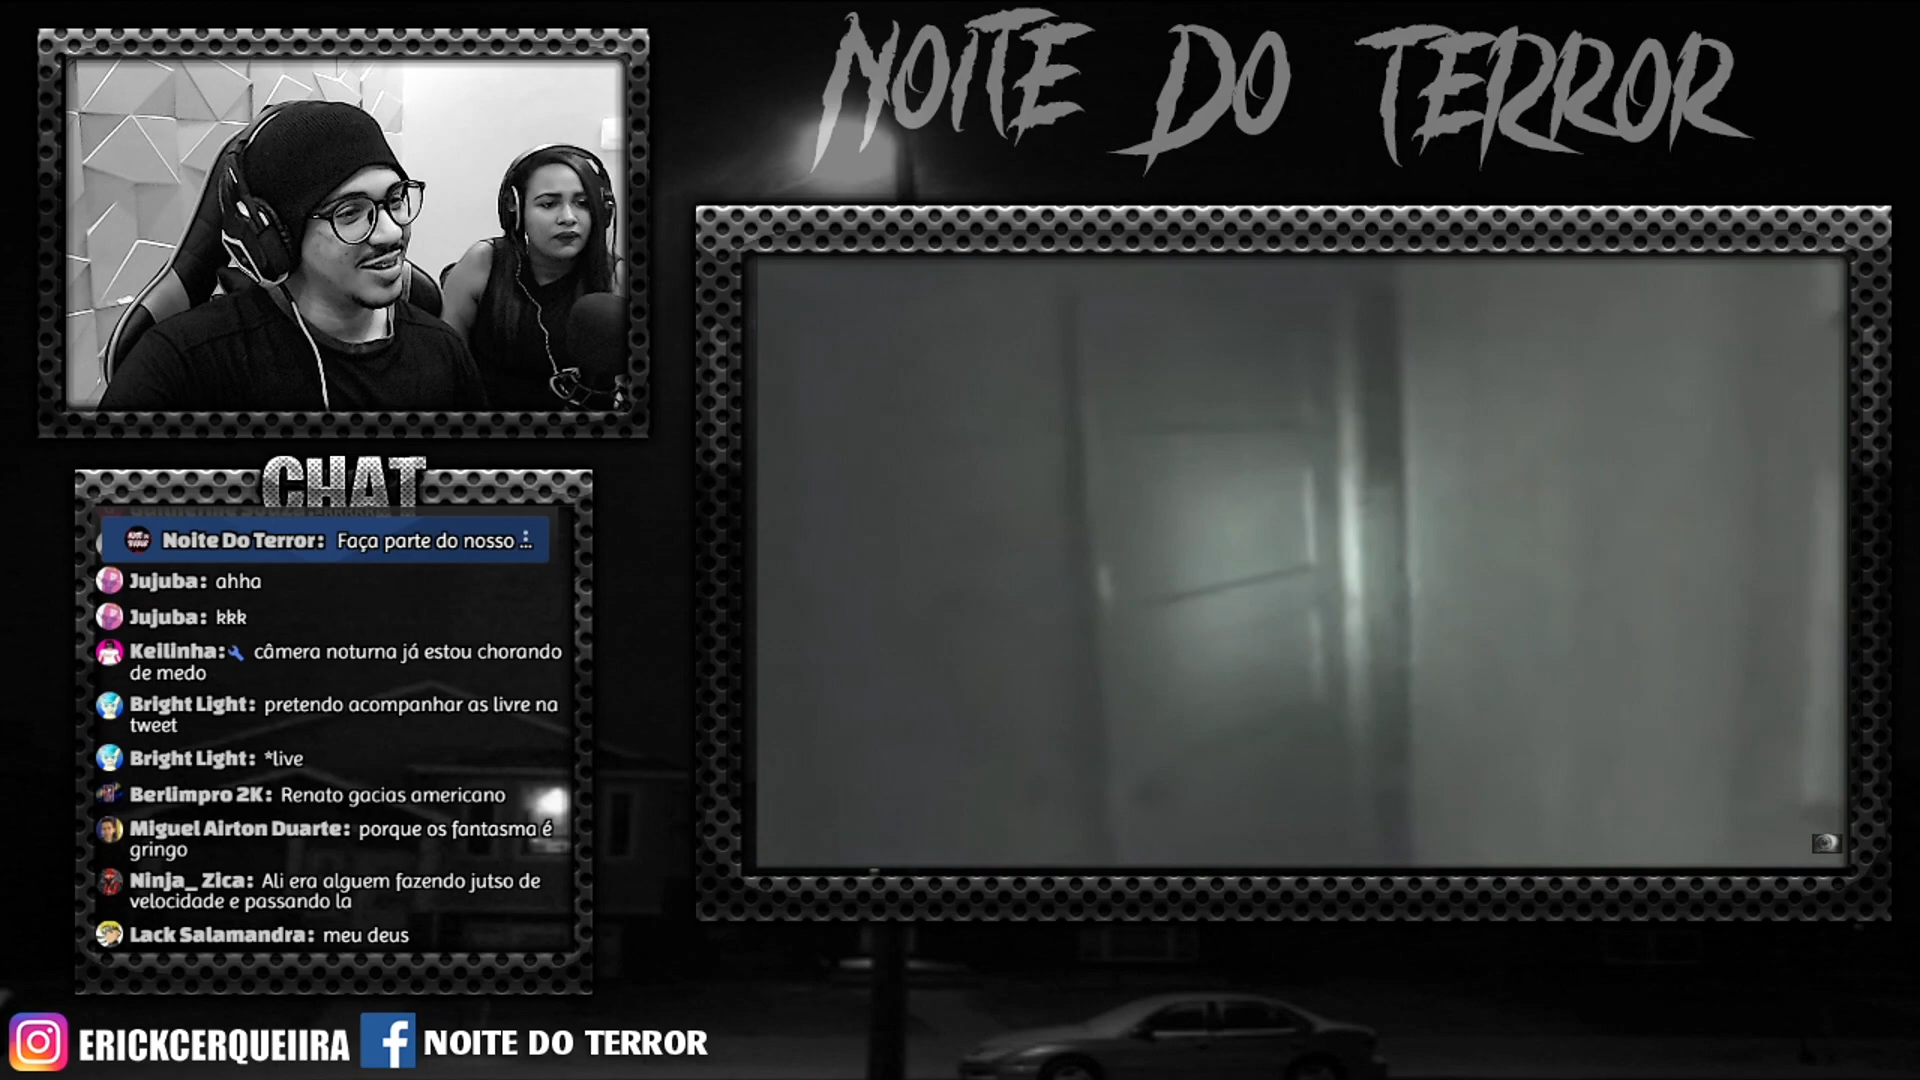 NOITE DO TERROR
CHAT
Noite Do Terror: Faça parte do nosso ...
Jujuba: ahha
Jujuba: kkk
Keilinha: câmera noturna já estou chorando
de medo
Bright Light: pretendo acompanhar as livre na
tweet
Bright Light: *live
Berlimpro 2K: Renato gacias americano
Miguel Airton Duarte: porque os fantasma é
gringo
Ninja_ Zica: Ali era alguem fazendo jutso de
velocidade e passando la
Lack Salamandra: meu deus
ERICKCERQUEIIRA NOITE DO TERROR